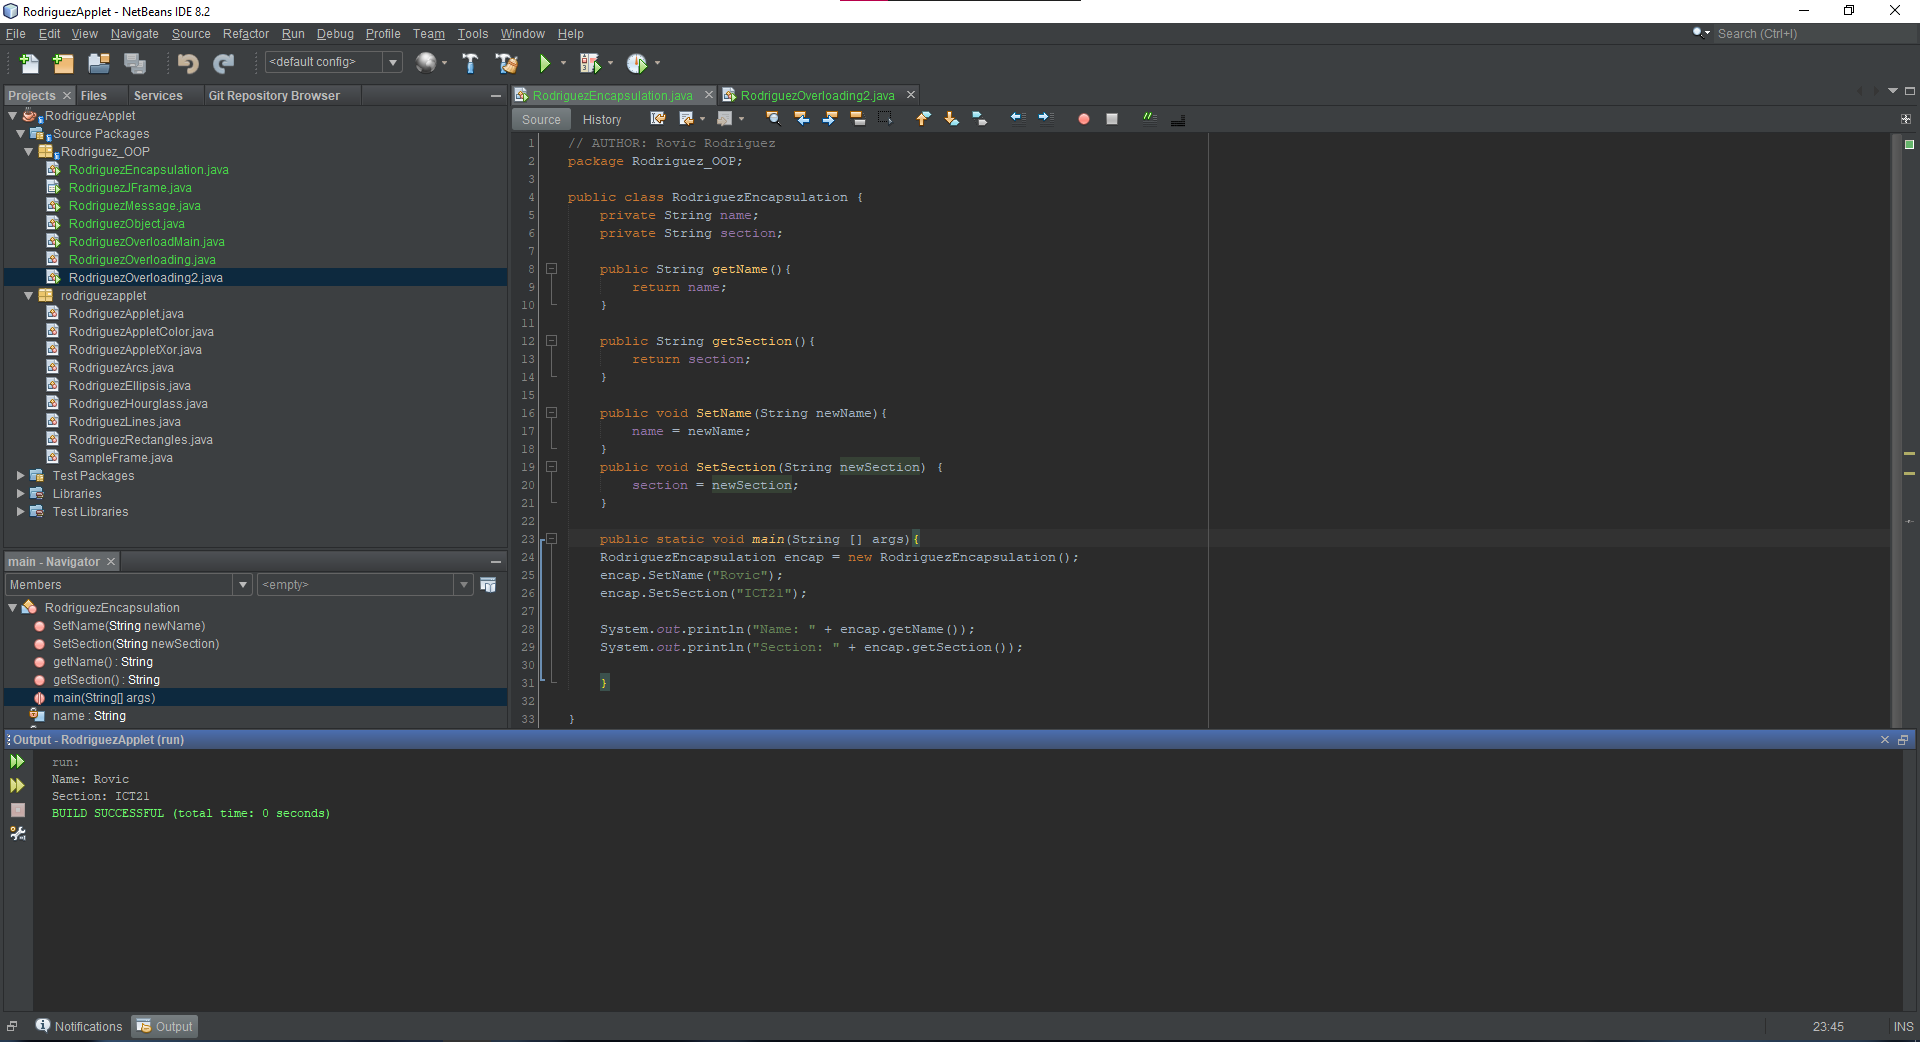 RodriguezApplet - NetBeans IDE 8.2
File Edit View Navigate Source Refactor Run Debug Profile Team Tools Window Help
Search (Ctrl+I)
<default config>
Projects Files Services Git Repository Browser
RodriguezApplet
Source Packages
Rodriguez_OOP
RodriguezEncapsulation.java
RodriguezJFrame.java
RodriguezMessage.java
RodriguezObject.java
RodriguezOverloadMain.java
RodriguezOverloading.java
RodriguezOverloading2.java
rodriguezapplet
RodriguezApplet.java
RodriguezAppletColor.java
RodriguezAppletXor.java
RodriguezArcs.java
RodriguezEllipsis.java
RodriguezHourglass.java
RodriguezLines.java
RodriguezRectangles.java
SampleFrame.java
Test Packages
Libraries
Test Libraries
main - Navigator
Members <empty>
RodriguezEncapsulation
SetName(String newName)
SetSection(String newSection)
getName() : String
getSection() : String
main(String[] args)
name : String
RodriguezEncapsulation.java RodriguezOverloading2.java
Source History
1 // AUTHOR: Rovic Rodriguez
2 package Rodriguez_OOP;
3
4 public class RodriguezEncapsulation {
5 private String name;
6 private String section;
7
8 public String getName(){
9 return name;
10 }
11
12 public String getSection(){
13 return section;
14 }
15
16 public void SetName(String newName){
17 name = newName;
18 }
19 public void SetSection(String newSection) {
20 section = newSection;
21 }
22
23 public static void main(String [] args){
24 RodriguezEncapsulation encap = new RodriguezEncapsulation();
25 encap.SetName("Rovic");
26 encap.SetSection("ICT21");
27
28 System.out.println("Name: " + encap.getName());
29 System.out.println("Section: " + encap.getSection());
30
31 }
32
33 }
Output - RodriguezApplet (run)
run:
Name: Rovic
Section: ICT21
BUILD SUCCESSFUL (total time: 0 seconds)
Notifications Output
23:45 INS